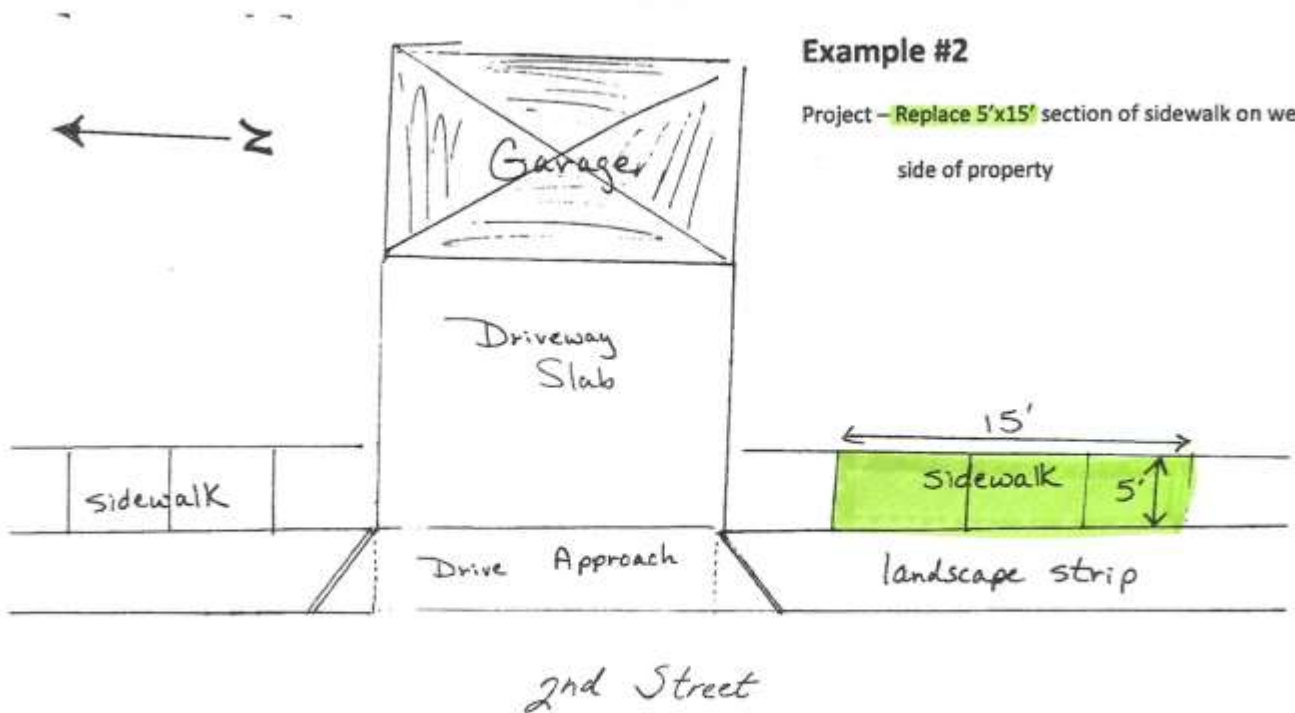 Example #2
Project – Replace 5'x15' section of sidewalk on we
side of property
N
Garage
Driveway
Slab
15'
sidewalk
sidewalk
5'
Drive Approach
landscape strip
2nd Street